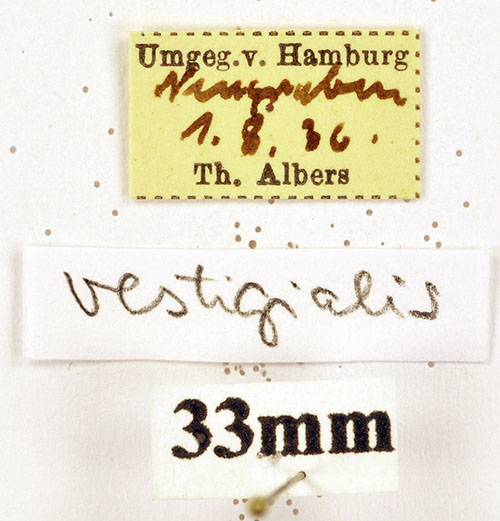 Umgeg. v. Hamburg
Neugraben
1. 8. 36.
Th. Albers
vestigialis
33mm